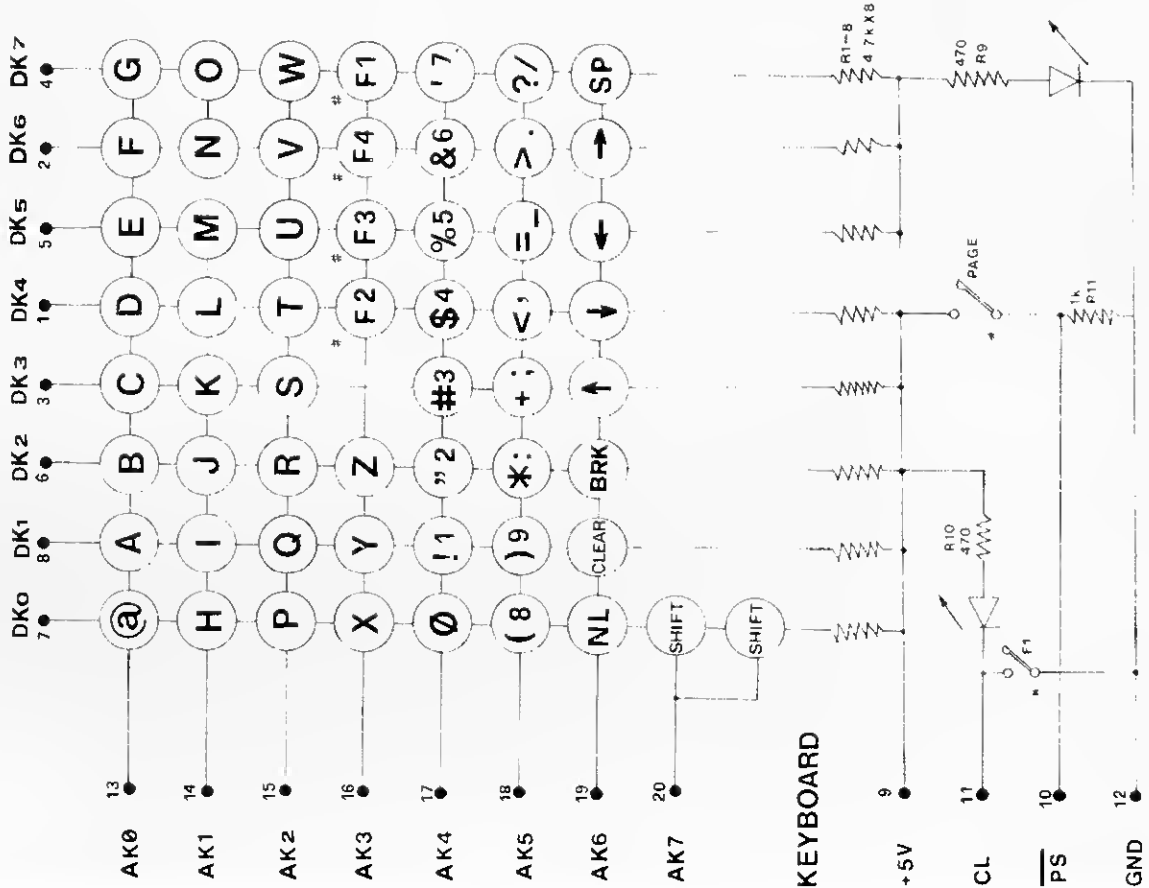 DK0 DK1 DK2 DK3 DK4 DK5 DK6 DK7
7 8 6 3 1 5 2 4
AK0 13 @ A B C D E F G
AK1 14 H I J K L M N O
AK2 15 P Q R S T U V W
# # # #
AK3 16 X Y Z F2 F3 F4 F1
AK4 17 Ø !1 "2 #3 $4 %5 &6 '7
AK5 18 (8 )9 *: +; <, =_ >. ?/
AK6 19 NL CLEAR BRK ↑ ↓ ← → SP
AK7 20 SHIFT
SHIFT
KEYBOARD
R1-8
4.7kX8
+5V 9
R10
470
470
R9
PAGE
*
CL 11
F1
*
PS 10
1k
R11
GND 12